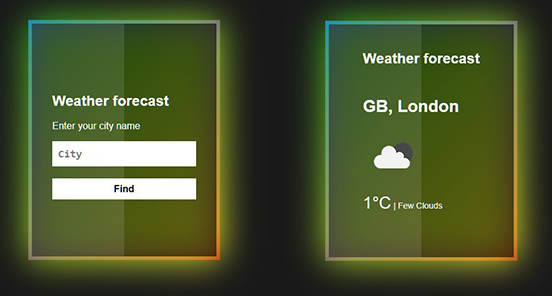 Weather forecast
Enter your city name
City
Find
Weather forecast
GB, London
1°C | Few Clouds